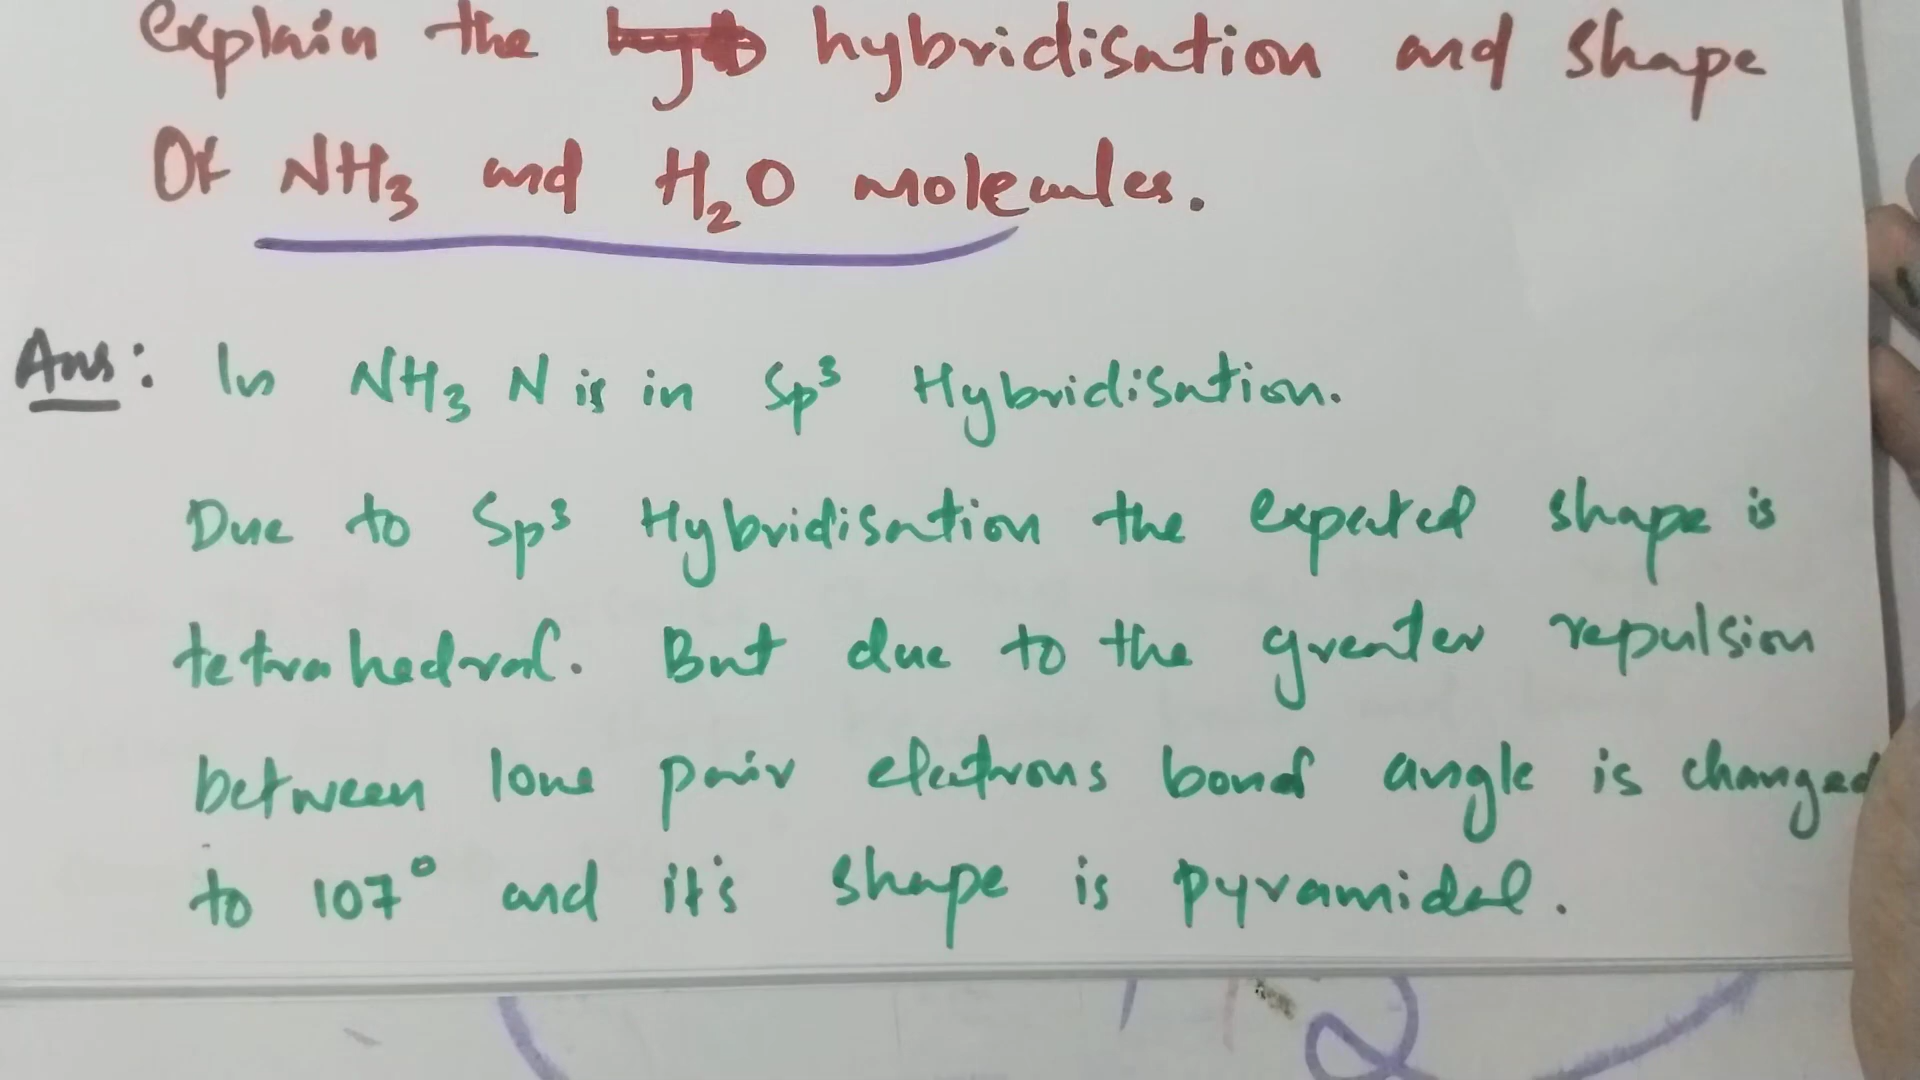 explain the hybridisation and shape
Of NH₃ and H₂O molecules.
Ans: In NH₃ N is in Sp³ Hybridisation.
Due to Sp³ Hybridisation the expected shape is
tetrahedral. But due to the greater repulsion
between lone pair electrons bond angle is changed
to 107° and it's shape is pyramidal.